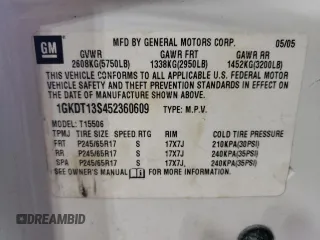 GM
MFD BY GENERAL MOTORS CORP. 05/05
GVWR GAWR FRT GAWR RR
2608KG(5750LB) 1338KG(2950LB) 1452KG(3200LB)
THIS VEHICLE CONFORMS TO ALL APPLICABLE U.S. FEDERAL
MOTOR VEHICLE SAFETY STANDARDS IN EFFECT ON THE DATE OF
MANUFACTURE SHOWN ABOVE.
1GKDT13S452360609 TYPE: M.P.V.
MODEL: T15506
TPMJ TIRE SIZE SPEED RTG RIM COLD TIRE PRESSURE
FRT P245/65R17 S 17X7J 210KPA(30PSI)
RR P245/65R17 S 17X7J 240KPA(35PSI)
SPA P245/65R17 S 17X7J 240KPA(35PSI)
SEE OWNER'S MANUAL FOR MORE INFORMATION.
DREAMBID